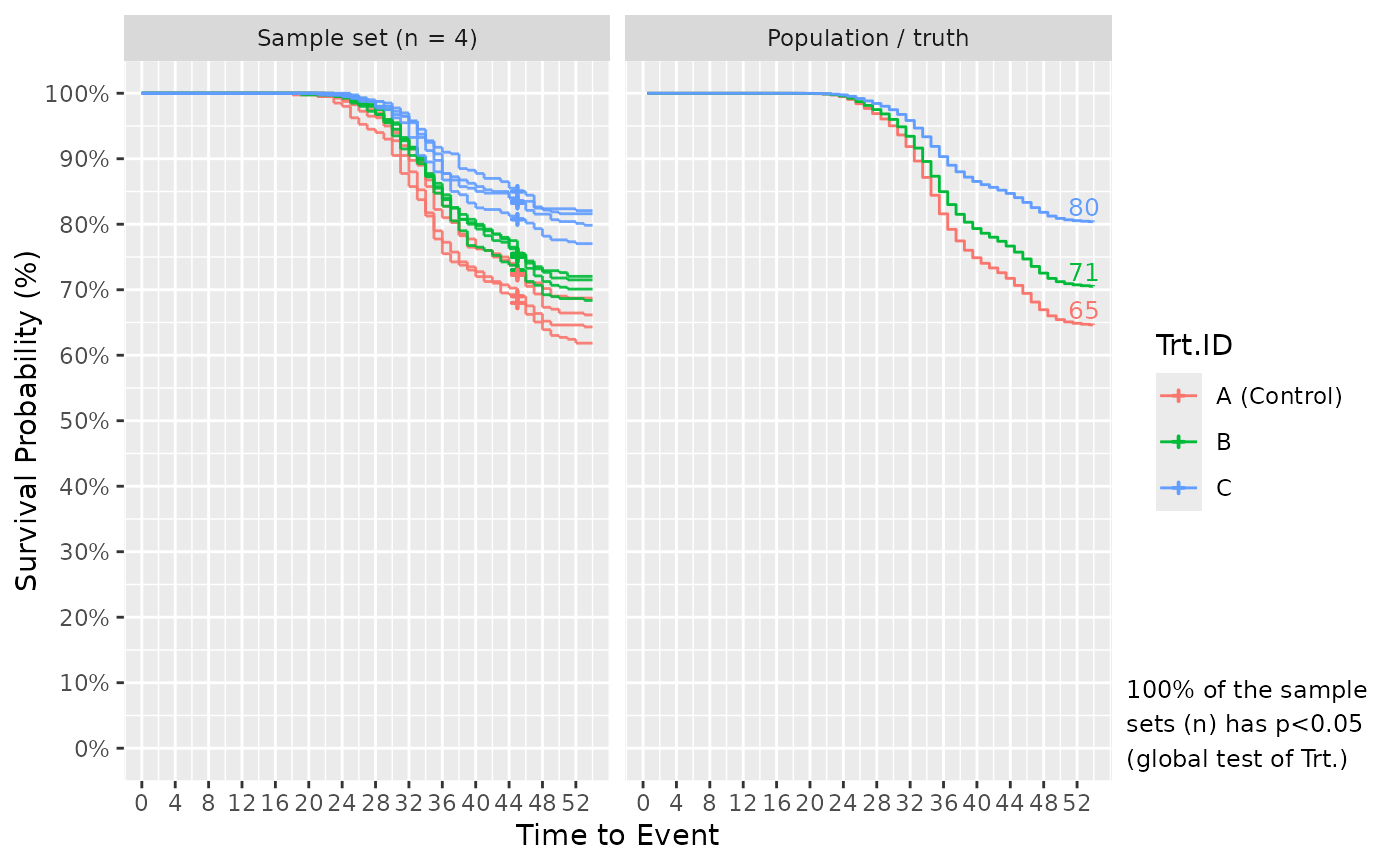 Sample set (n = 4)
Population / truth
Survival Probability (%)
100%
90%
80%
70%
60%
50%
40%
30%
20%
10%
0%
80
71
65
0 4 8 12 16 20 24 28 32 36 40 44 48 52
0 4 8 12 16 20 24 28 32 36 40 44 48 52
Time to Event
Trt.ID
A (Control)
B
C
100% of the sample
sets (n) has p<0.05
(global test of Trt.)